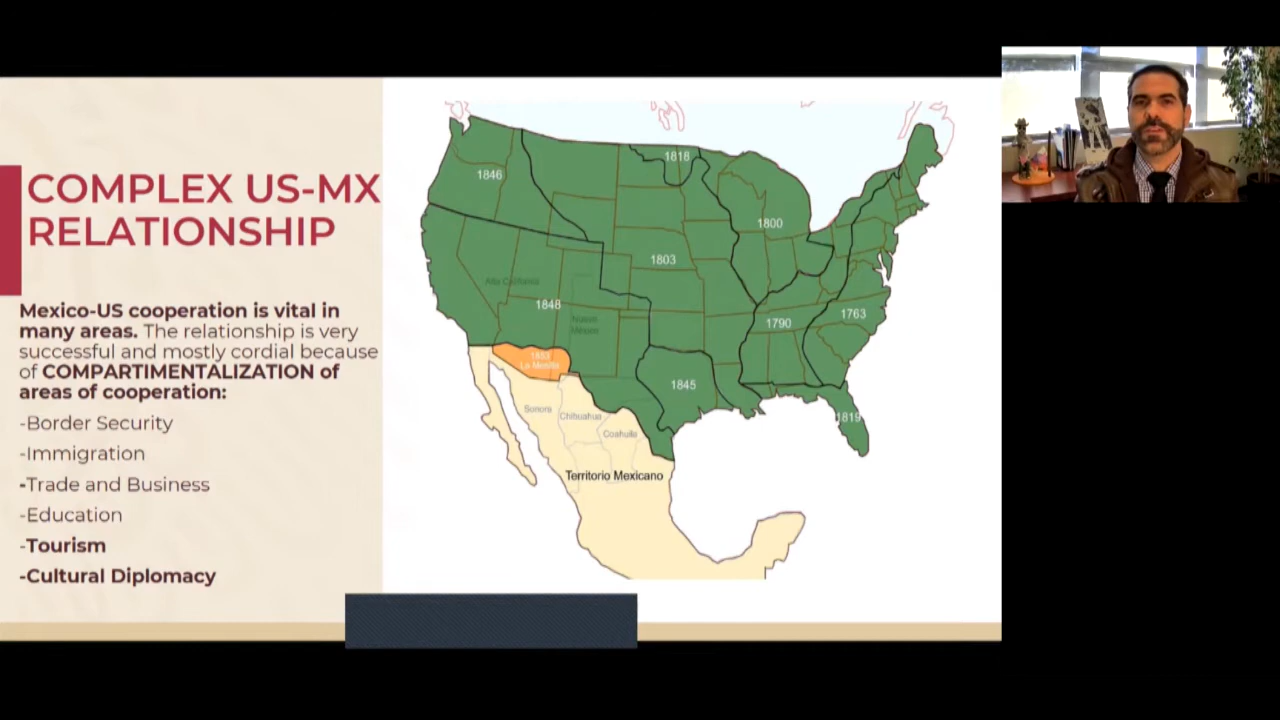 COMPLEX US-MX
RELATIONSHIP
Mexico-US cooperation is vital in
many areas. The relationship is very
successful and mostly cordial because
of COMPARTIMENTALIZATION of
areas of cooperation:
-Border Security
-Immigration
-Trade and Business
-Education
-Tourism
-Cultural Diplomacy
1846
1818
1800
1803
Alta California
1848
Nuevo
México
1790
1763
1853
La Mesilla
1845
1819
Sonora
Chihuahua
Coahuila
Territorio Mexicano